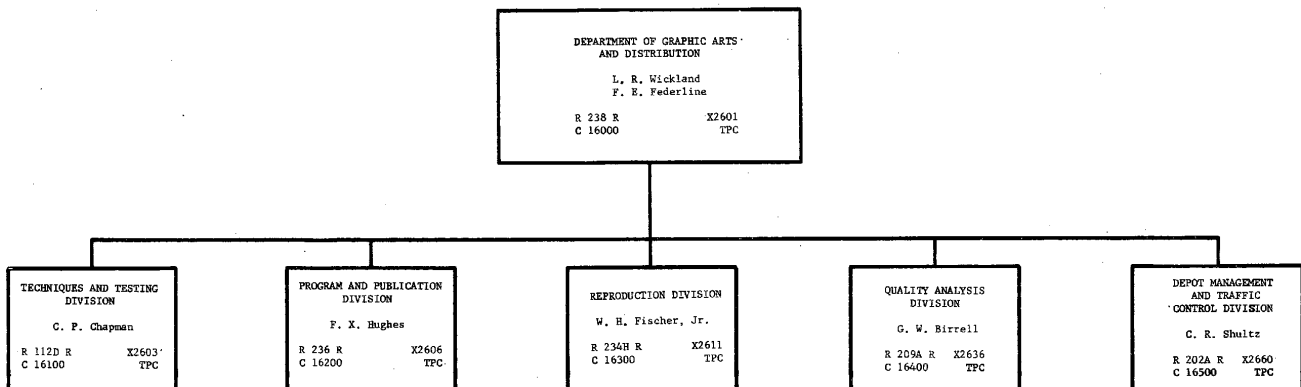 DEPARTMENT OF GRAPHIC ARTS
AND DISTRIBUTION
L. R. Wickland
F. E. Federline
R 238 R X2601
C 16000 TPC
TECHNIQUES AND TESTING
DIVISION
C. P. Chapman
R 112D R X2603
C 16100 TPC
PROGRAM AND PUBLICATION
DIVISION
F. X. Hughes
R 236 R X2606
C 16200 TPC
REPRODUCTION DIVISION
W. H. Fischer, Jr.
R 234H R X2611
C 16300 TPC
QUALITY ANALYSIS
DIVISION
G. W. Birrell
R 209A R X2636
C 16400 TPC
DEPOT MANAGEMENT
AND TRAFFIC
CONTROL DIVISION
C. R. Shultz
R 202A R X2660
C 16500 TPC